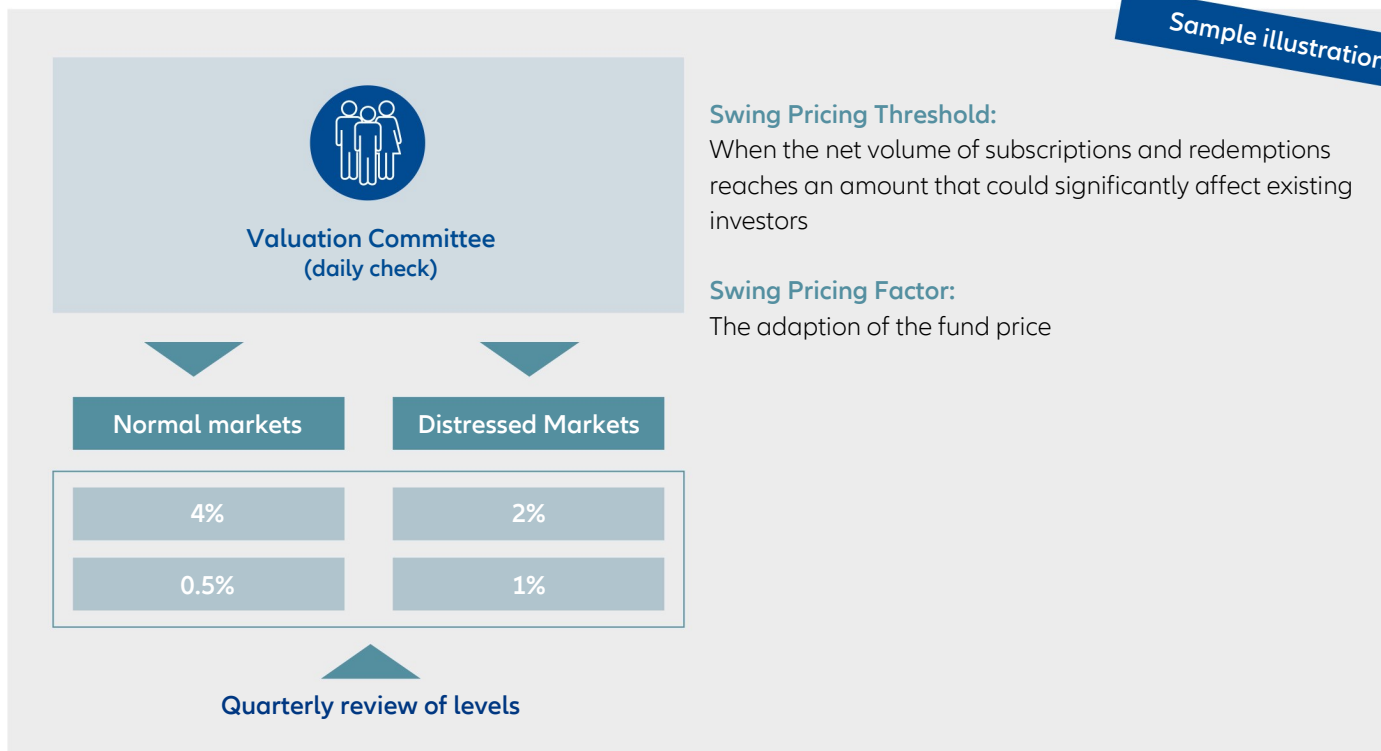 Sample illustration
Valuation Committee
(daily check)
Normal markets
Distressed Markets
4%
2%
0.5%
1%
Quarterly review of levels
Swing Pricing Threshold:
When the net volume of subscriptions and redemptions
reaches an amount that could significantly affect existing
investors
Swing Pricing Factor:
The adaption of the fund price